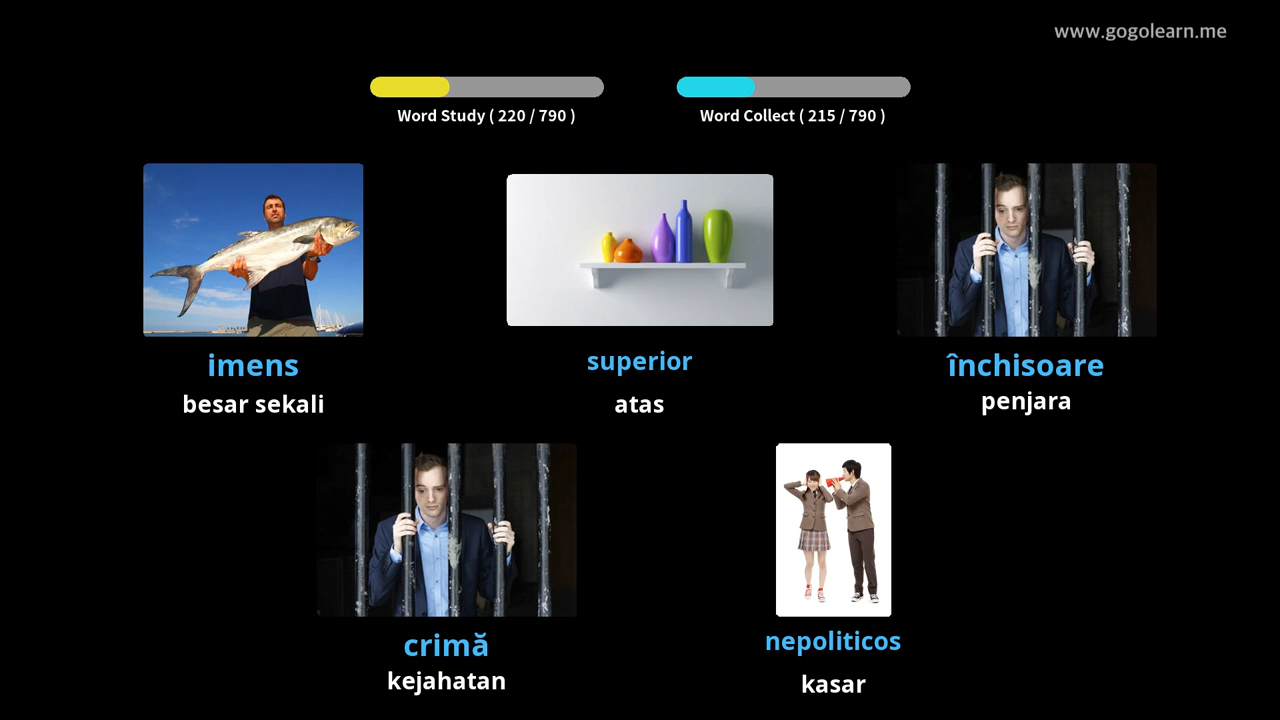 www.gogolearn.me
Word Study ( 220 / 790 )
Word Collect ( 215 / 790 )
imens
besar sekali
superior
atas
închisoare
penjara
crimă
kejahatan
nepoliticos
kasar